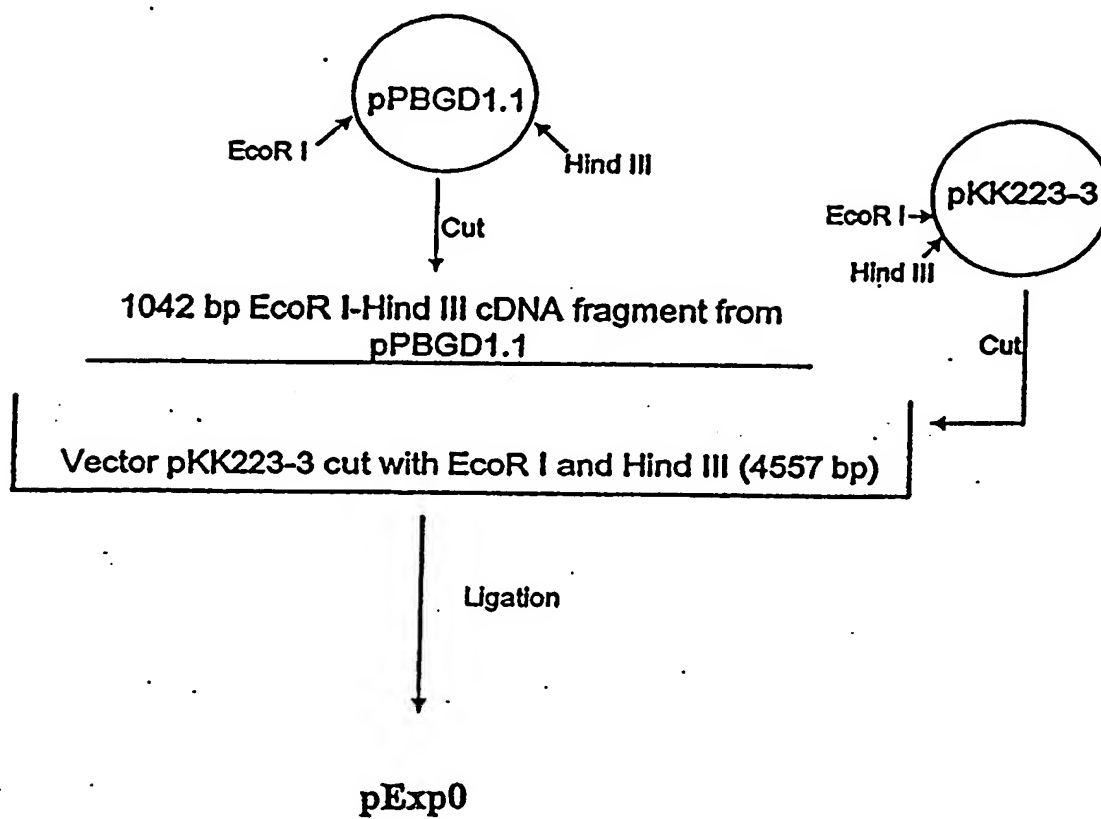 pPBGD1.1
EcoR I
Hind III
Cut
pKK223-3
EcoR I
Hind III
Cut
1042 bp EcoR I-Hind III cDNA fragment from
pPBGD1.1
Vector pKK223-3 cut with EcoR I and Hind III (4557 bp)
Ligation
pExp0